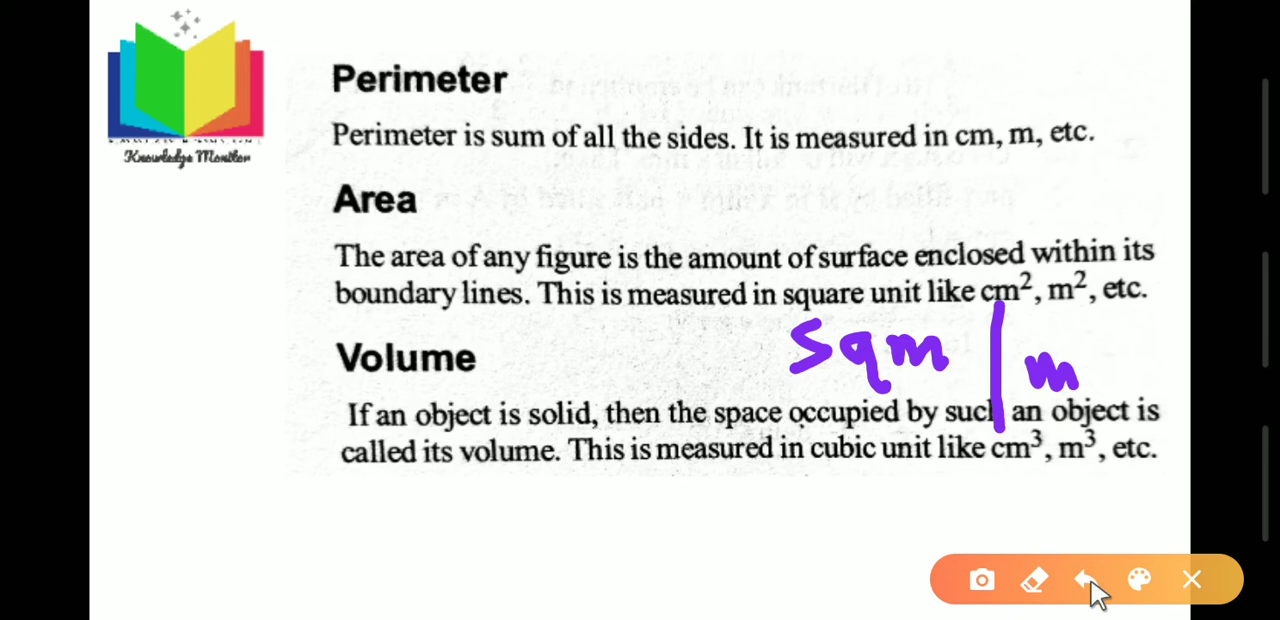 Knowledge Monitor
Perimeter
Perimeter is sum of all the sides. It is measured in cm, m, etc.
Area
The area of any figure is the amount of surface enclosed within its
boundary lines. This is measured in square unit like cm², m², etc.
Sqm | m
Volume
If an object is solid, then the space occupied by such an object is
called its volume. This is measured in cubic unit like cm³, m³, etc.